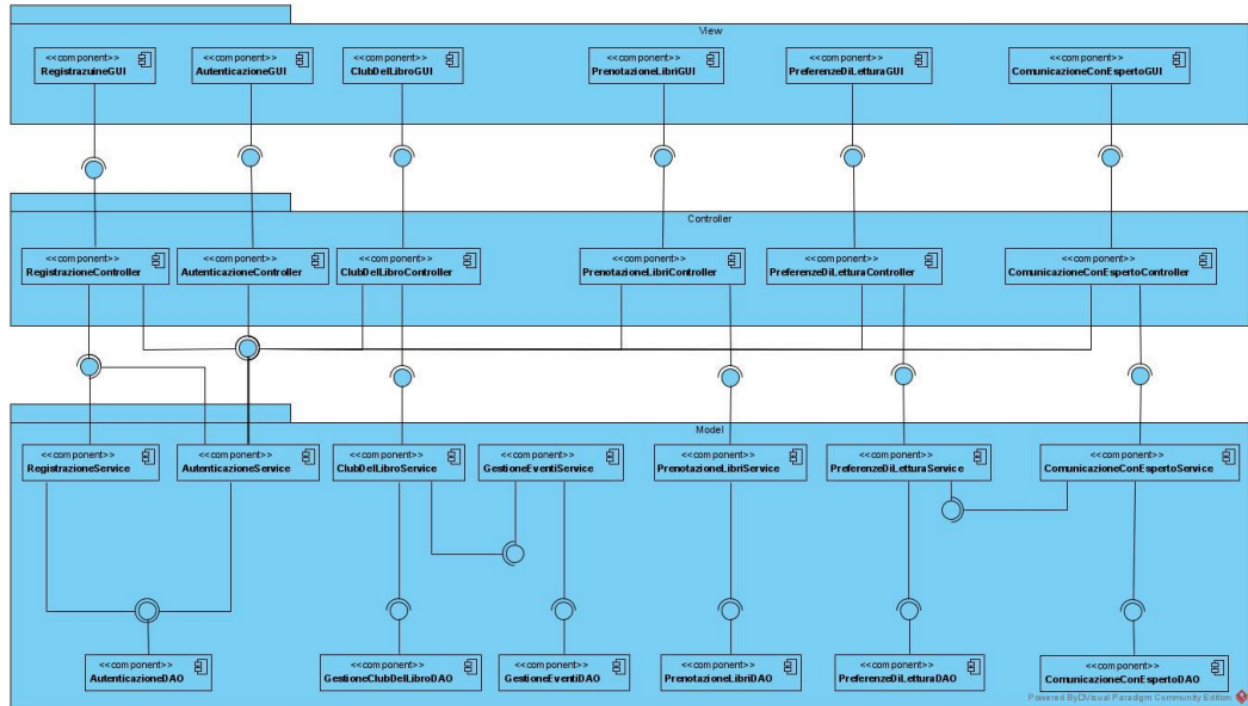 View
<<component>>
RegistrazuineGUI
<<component>>
AutenticazioneGUI
<<component>>
ClubDelLibroGUI
<<component>>
PrenotazioneLibriGUI
<<component>>
PreferenzeDiLetturaGUI
<<component>>
ComunicazioneConEspertoGUI
Controller
<<component>>
RegistrazioneController
<<component>>
AutenticazioneController
<<component>>
ClubDelLibroController
<<component>>
PrenotazioneLibriController
<<component>>
PreferenzeDiLetturaController
<<component>>
ComunicazioneConEspertoController
Model
<<component>>
RegistrazioneService
<<component>>
AutenticazioneService
<<component>>
ClubDelLibroService
<<component>>
GestioneEventiService
<<component>>
PrenotazioneLibriService
<<component>>
PreferenzeDiLetturaService
<<component>>
ComunicazioneConEspertoService
<<component>>
AutenticazioneDAO
<<component>>
GestioneClubDelLibroDAO
<<component>>
GestioneEventiDAO
<<component>>
PrenotazioneLibriDAO
<<component>>
PreferenzeDiLetturaDAO
<<component>>
ComunicazioneConEspertoDAO
Powered By Visual Paradigm Community Edition